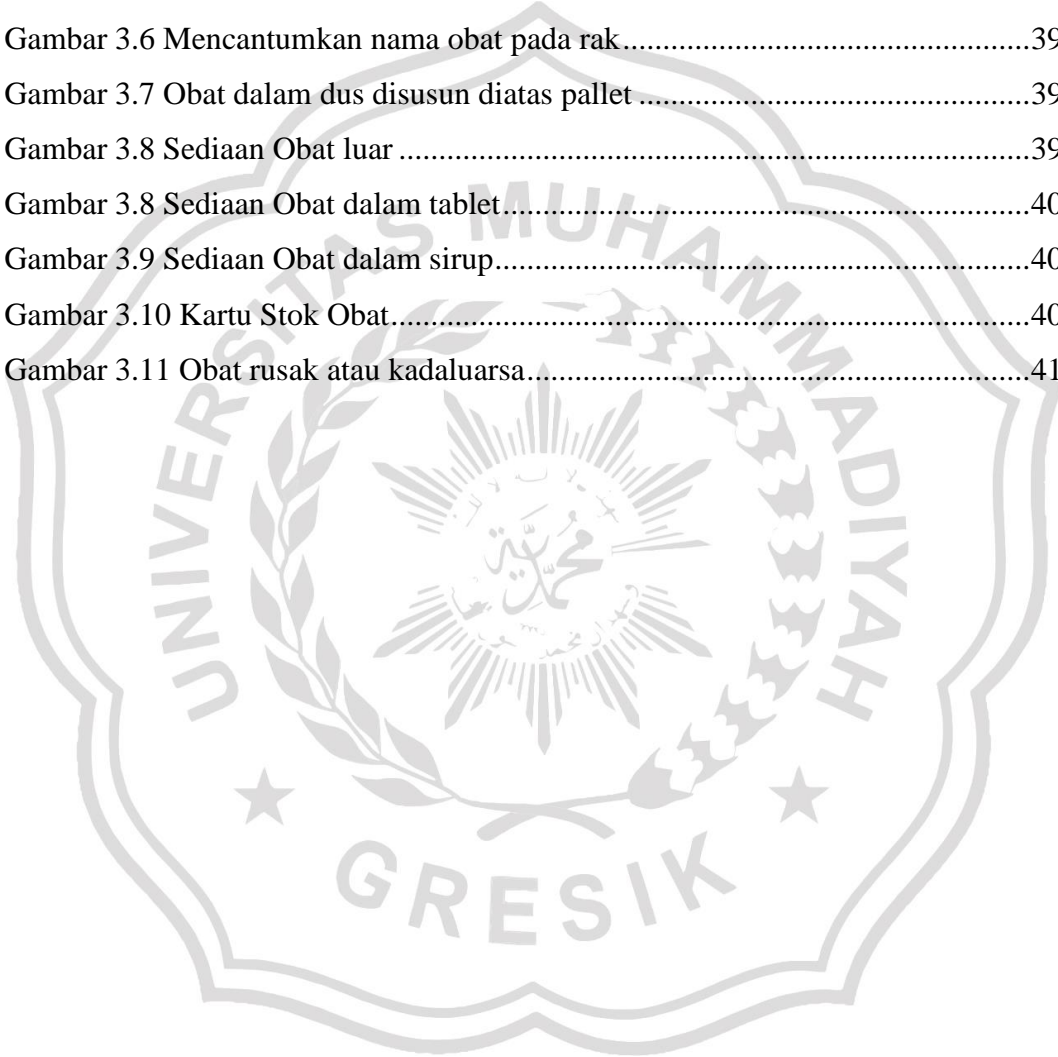 Gambar 3.6 Mencantumkan nama obat pada rak....................................................39
Gambar 3.7 Obat dalam dus disusun diatas pallet .................................................39
Gambar 3.8 Sediaan Obat luar ...............................................................................39
Gambar 3.8 Sediaan Obat dalam tablet..................................................................40
Gambar 3.9 Sediaan Obat dalam sirup...................................................................40
Gambar 3.10 Kartu Stok Obat................................................................................40
Gambar 3.11 Obat rusak atau kadaluarsa...............................................................41
UNIVERSITAS MUHAMMADIYAH
GRESIK